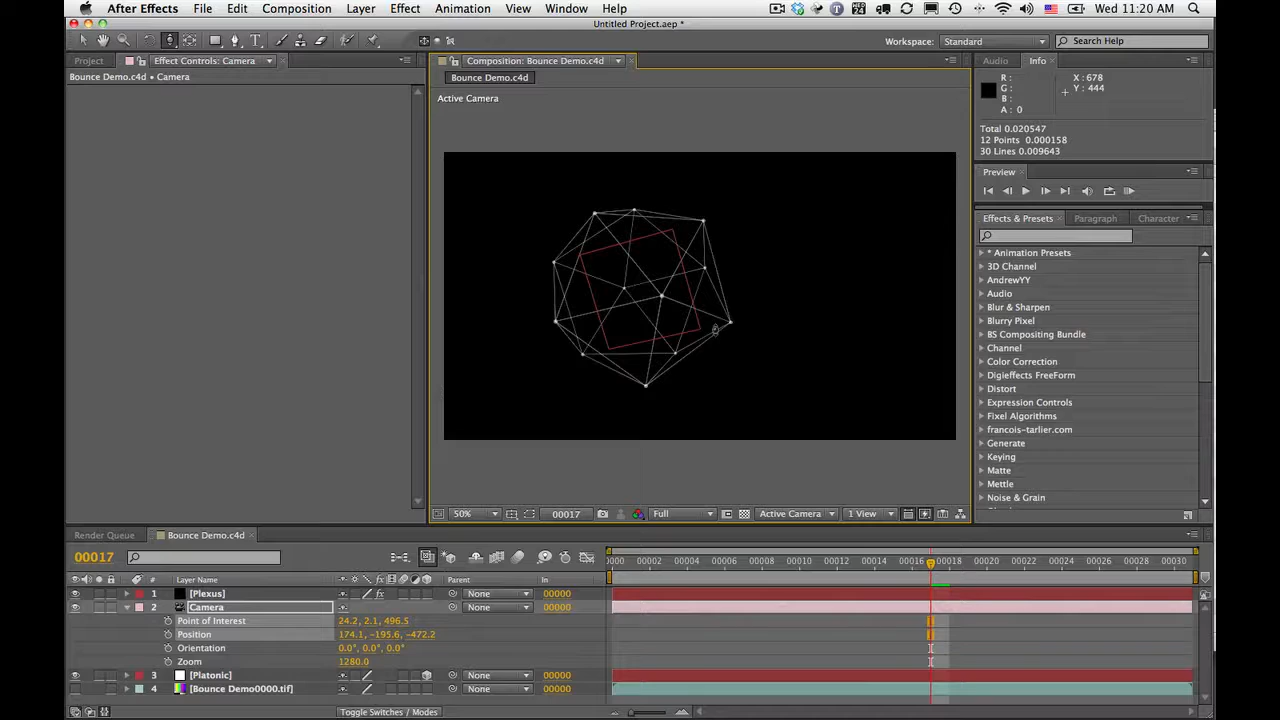 After Effects File Edit Composition Layer Effect Animation View Window Help Wed 11:20 AM
Untitled Project.aep *
Workspace: Standard Search Help
Project Effect Controls: Camera Composition: Bounce Demo.c4d Audio Info
Bounce Demo.c4d • Camera Bounce Demo.c4d
Active Camera
R: X: 678
G: Y: 444
B:
A: 0
Total 0.020547
12 Points 0.000158
30 Lines 0.009643
Preview
Effects & Presets Paragraph Character
* Animation Presets
3D Channel
AndrewYY
Audio
Blur & Sharpen
Blurry Pixel
BS Compositing Bundle
Channel
Color Correction
Digieffects FreeForm
Distort
Expression Controls
Fixel Algorithms
francois-tarlier.com
Generate
Keying
Matte
Mettle
Noise & Grain
50% 00017 Full Active Camera 1 View
Render Queue Bounce Demo.c4d
00017 0000 00002 00004 00006 00008 00010 00012 00014 00016 00018 00020 00022 00024 00026 00028 00030
# Layer Name fx Parent In
1 [Plexus] fx None 00000
2 Camera None 00000
Point of Interest 24.2, 2.1, 496.5
Position 174.1, -195.6, -472.2
Orientation 0.0°, 0.0°, 0.0°
Zoom 1280.0
3 [Platonic] None 00000
4 [Bounce Demo0000.tif] None 00000
Toggle Switches / Modes